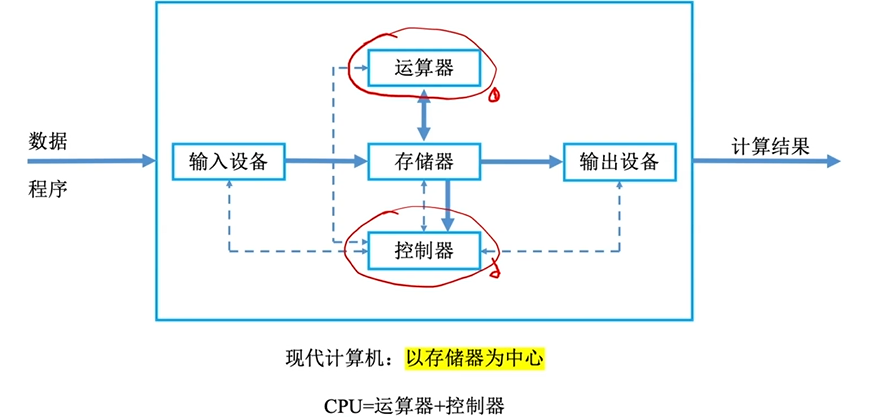 运算器
数据
输入设备
存储器
输出设备
计算结果
程序
控制器
现代计算机：以存储器为中心
CPU=运算器+控制器